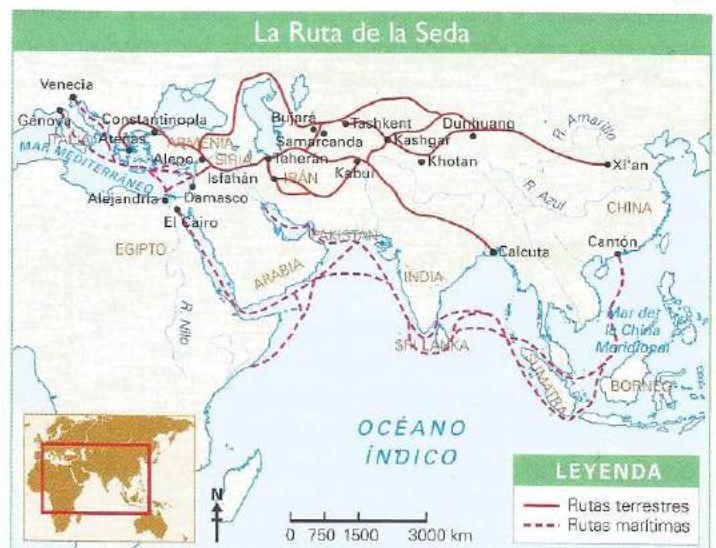 La Ruta de la Seda
Venecia
Génova
Constantinopla
ITALIA
Atenas
ARMENIA
MAR MEDITERRÁNEO
Alepo
SIRIA
Bujará
Tashkent
Samarcanda
Kashgar
Dunhuang
R. Amarillo
Teherán
Khotan
Xi'an
Isfahán
IRÁN
Kabul
R. Azul
Alejandría
Damasco
El Cairo
CHINA
EGIPTO
PAKISTAN
Calcuta
Cantón
ARABIA
INDIA
R. Nilo
SRI LANKA
Mar de
la China
Meridional
SUMATRA
BORNEO
OCÉANO
ÍNDICO
N
0 750 1500 3000 km
LEYENDA
Rutas terrestres
Rutas marítimas